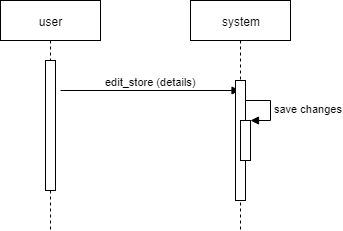 user
system
edit_store (details)
save changes